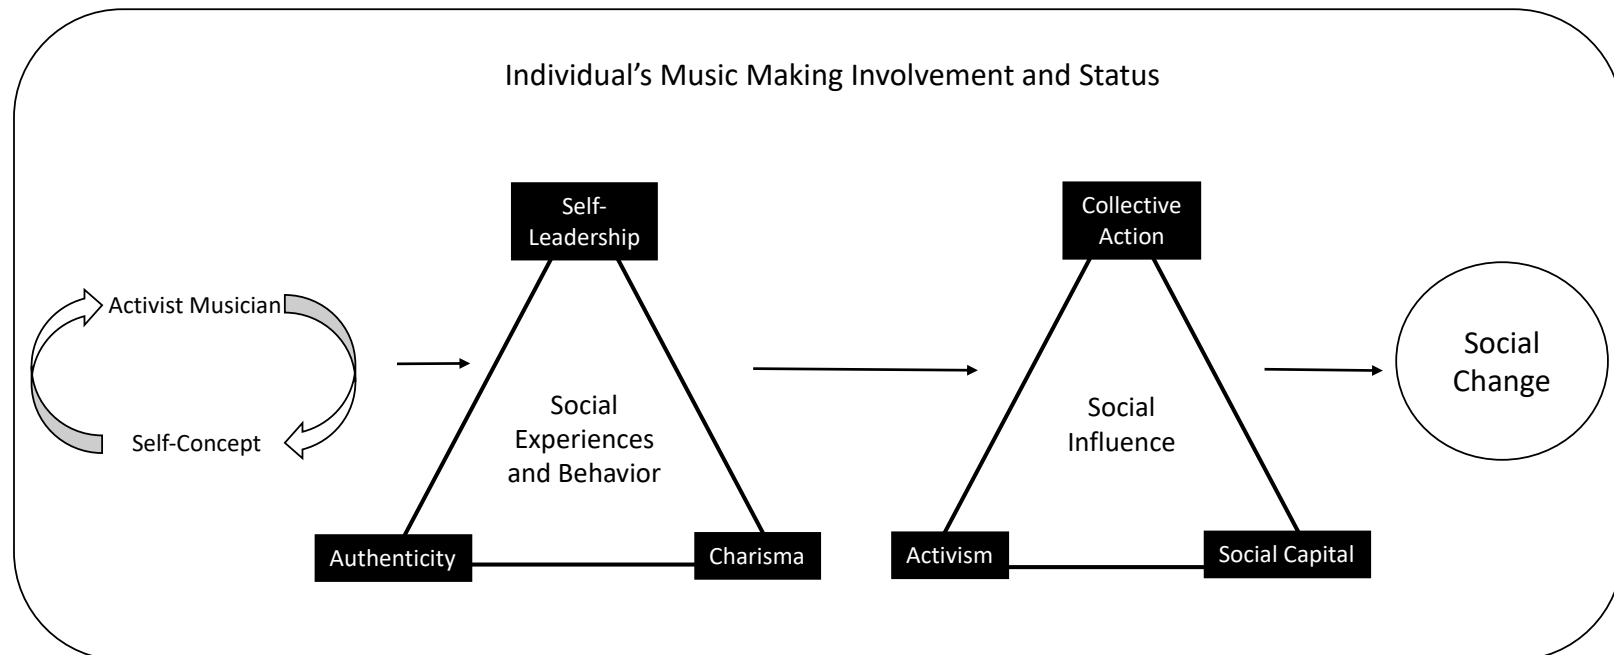 Individual’s Music Making Involvement and Status
Self-
Leadership
Collective
Action
Activist Musician
Self-Concept
Social
Experiences
and Behavior
Social
Influence
Social
Change
Authenticity
Charisma
Activism
Social Capital